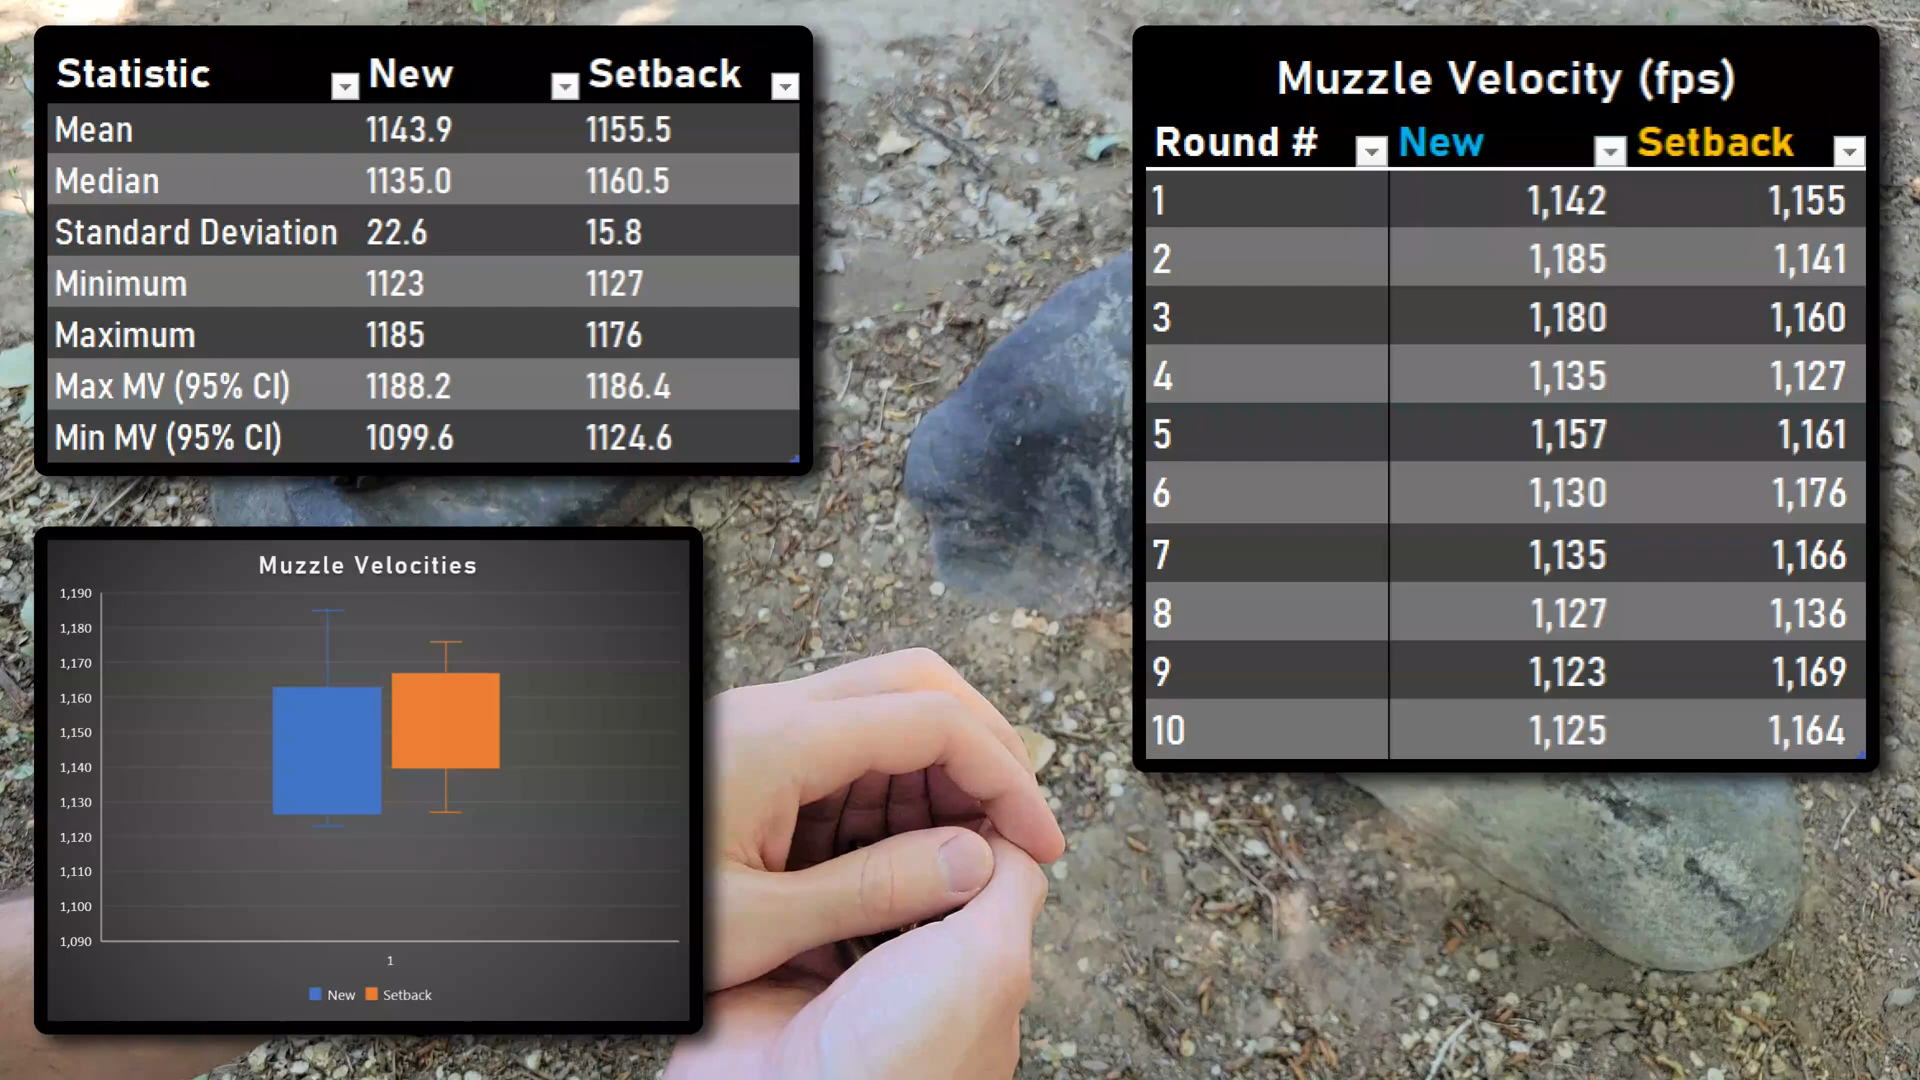 Statistic New Setback
Mean 1143.9 1155.5
Median 1135.0 1160.5
Standard Deviation 22.6 15.8
Minimum 1123 1127
Maximum 1185 1176
Max MV (95% CI) 1188.2 1186.4
Min MV (95% CI) 1099.6 1124.6
Muzzle Velocities
1,190
1,180
1,170
1,160
1,150
1,140
1,130
1,120
1,110
1,100
1,090
1
New Setback
Muzzle Velocity (fps)
Round # New Setback
1 1,142 1,155
2 1,185 1,141
3 1,180 1,160
4 1,135 1,127
5 1,157 1,161
6 1,130 1,176
7 1,135 1,166
8 1,127 1,136
9 1,123 1,169
10 1,125 1,164